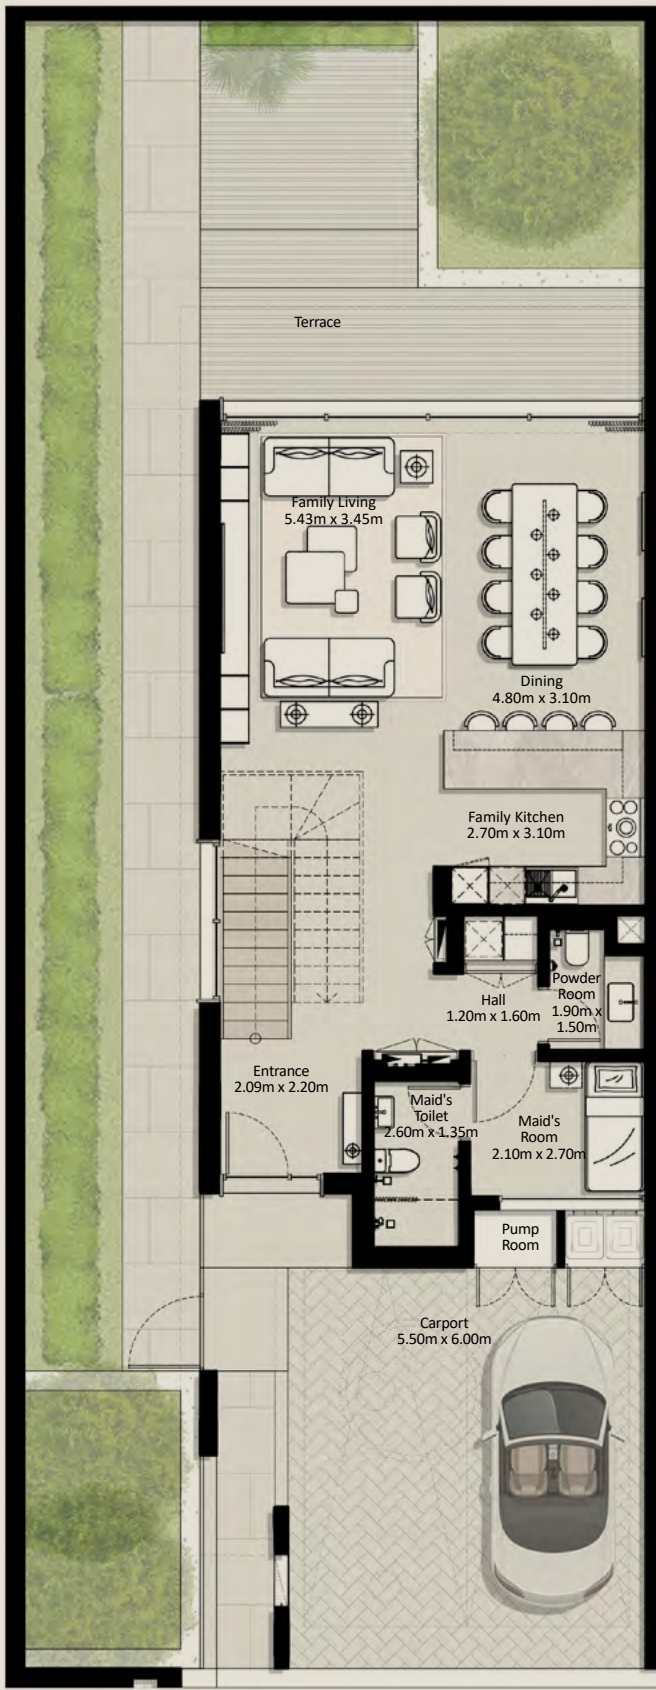 Terrace
Family Living
5.43m x 3.45m
Dining
4.80m x 3.10m
Family Kitchen
2.70m x 3.10m
Powder
Room
1.90m x
1.50m
Hall
1.20m x 1.60m
Entrance
2.09m x 2.20m
Maid's
Toilet
2.60m x 1.35m
Maid's
Room
2.10m x 2.70m
Pump
Room
Carport
5.50m x 6.00m